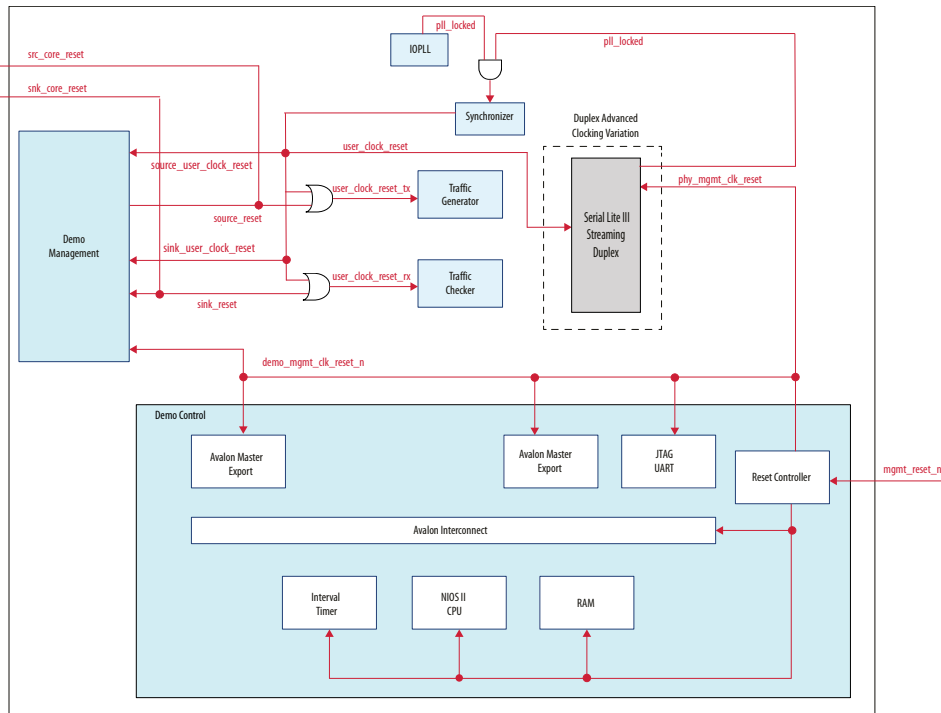 pll_locked
IOPLL
pll_locked
src_core_reset
snk_core_reset
Synchronizer
Duplex Advanced
Clocking Variation
user_clock_reset
source_user_clock_reset
phy_mgmt_clk_reset
user_clock_reset_tx
Traffic
Generator
source_reset
Serial Lite III
Streaming
Duplex
Demo
Management
sink_user_clock_reset
user_clock_reset_rx
Traffic
Checker
sink_reset
demo_mgmt_clk_reset_n
Demo Control
Avalon Master
Export
Avalon Master
Export
JTAG
UART
Reset Controller
mgmt_reset_n
Avalon Interconnect
Interval
Timer
NIOS II
CPU
RAM